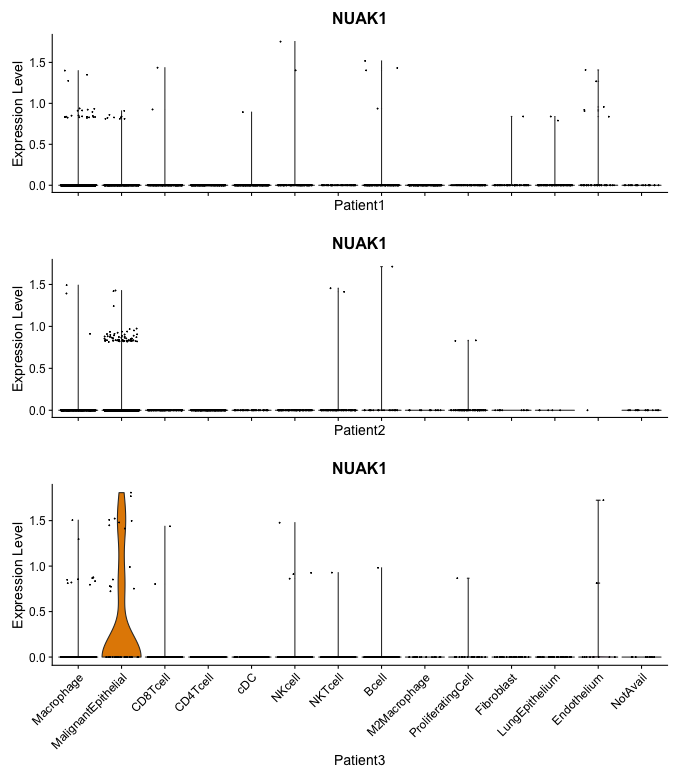 NUAK1
Expression Level
1.5
1.0
0.5
0.0
Patient1
NUAK1
Expression Level
1.5
1.0
0.5
0.0
Patient2
NUAK1
Expression Level
1.5
1.0
0.5
0.0
Macrophage
MalignantEpithelial
CD8Tcell
CD4Tcell
cDC
NKcell
NKTcell
Bcell
M2Macrophage
ProliferatingCell
Fibroblast
LungEpithelium
Endothelium
NotAvail
Patient3